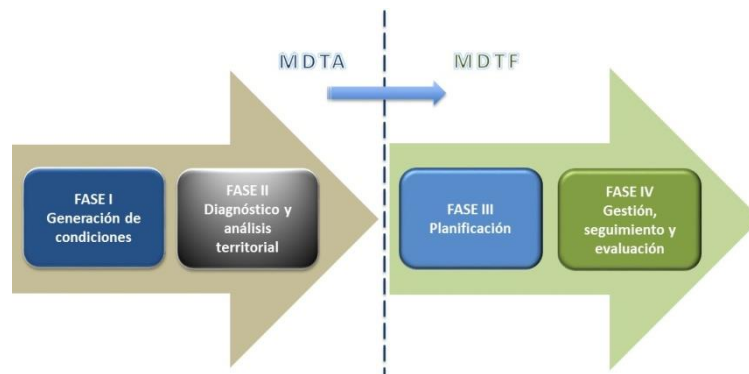 MDTA
MDTF
FASE I
Generación de
condiciones
FASE II
Diagnóstico y
análisis
territorial
FASE III
Planificación
FASE IV
Gestión,
seguimiento y
evaluación